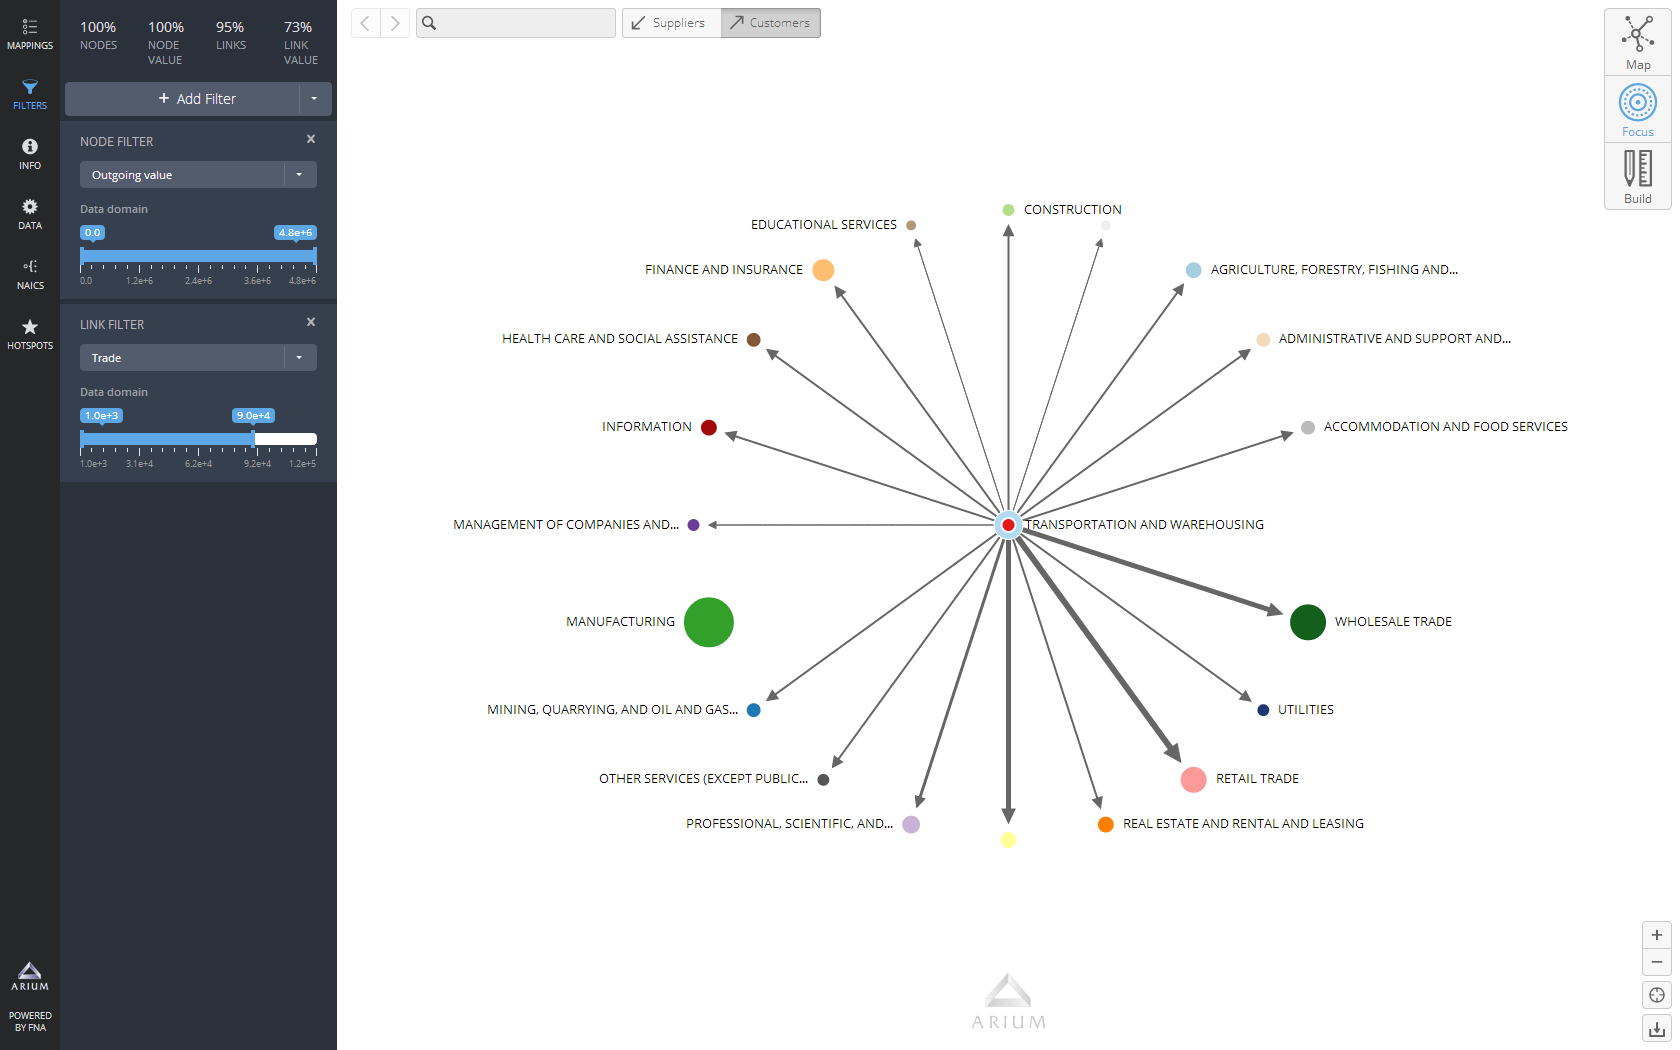 MAPPINGS
FILTERS
INFO
DATA
NAICS
HOTSPOTS
ARIUM
POWERED
BY FNA
100%
NODES
100%
NODE
VALUE
95%
LINKS
73%
LINK
VALUE
+ Add Filter
NODE FILTER
x
Outgoing value
Data domain
0.0
4.8e+6
0.0 1.2e+6 2.4e+6 3.6e+6 4.8e+6
LINK FILTER
x
Trade
Data domain
1.0e+3
9.0e+4
1.0e+3 3.1e+4 6.2e+4 9.2e+4 1.2e+5
Suppliers
Customers
Map
Focus
Build
CONSTRUCTION
EDUCATIONAL SERVICES
FINANCE AND INSURANCE
AGRICULTURE, FORESTRY, FISHING AND...
HEALTH CARE AND SOCIAL ASSISTANCE
ADMINISTRATIVE AND SUPPORT AND...
INFORMATION
ACCOMMODATION AND FOOD SERVICES
MANAGEMENT OF COMPANIES AND...
TRANSPORTATION AND WAREHOUSING
MANUFACTURING
WHOLESALE TRADE
MINING, QUARRYING, AND OIL AND GAS...
UTILITIES
OTHER SERVICES (EXCEPT PUBLIC...
RETAIL TRADE
PROFESSIONAL, SCIENTIFIC, AND...
REAL ESTATE AND RENTAL AND LEASING
ARIUM
+
−